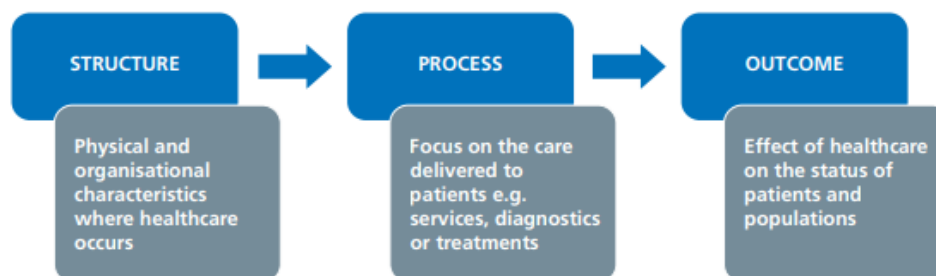 STRUCTURE
Physical and
organisational
characteristics
where healthcare
occurs
PROCESS
Focus on the care
delivered to
patients e.g.
services, diagnostics
or treatments
OUTCOME
Effect of healthcare
on the status of
patients and
populations